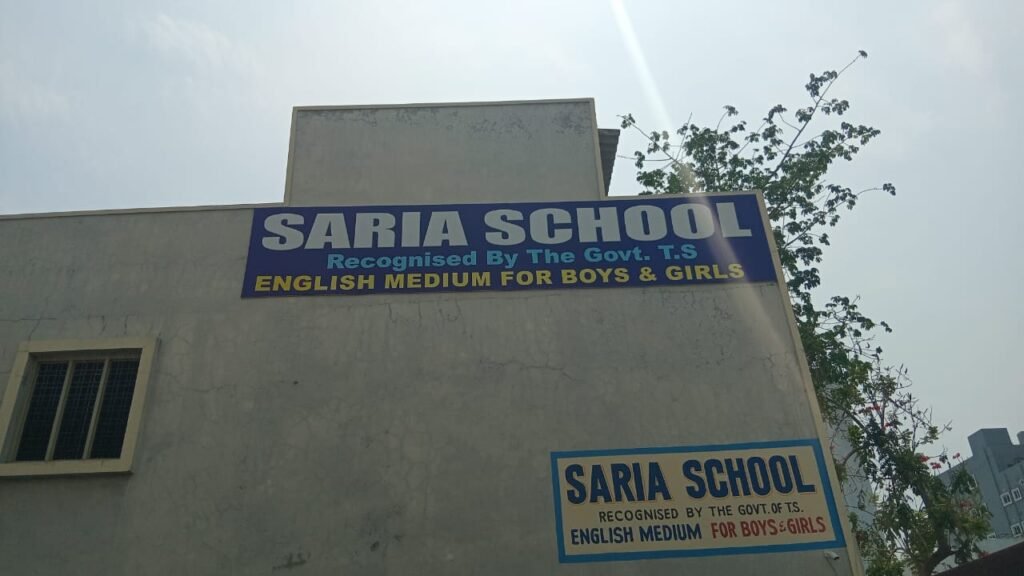 SARIA SCHOOL
Recognised By The Govt. T.S
ENGLISH MEDIUM FOR BOYS & GIRLS
SARIA SCHOOL
RECOGNISED BY THE GOVT. OF T.S.
ENGLISH MEDIUM FOR BOYS & GIRLS